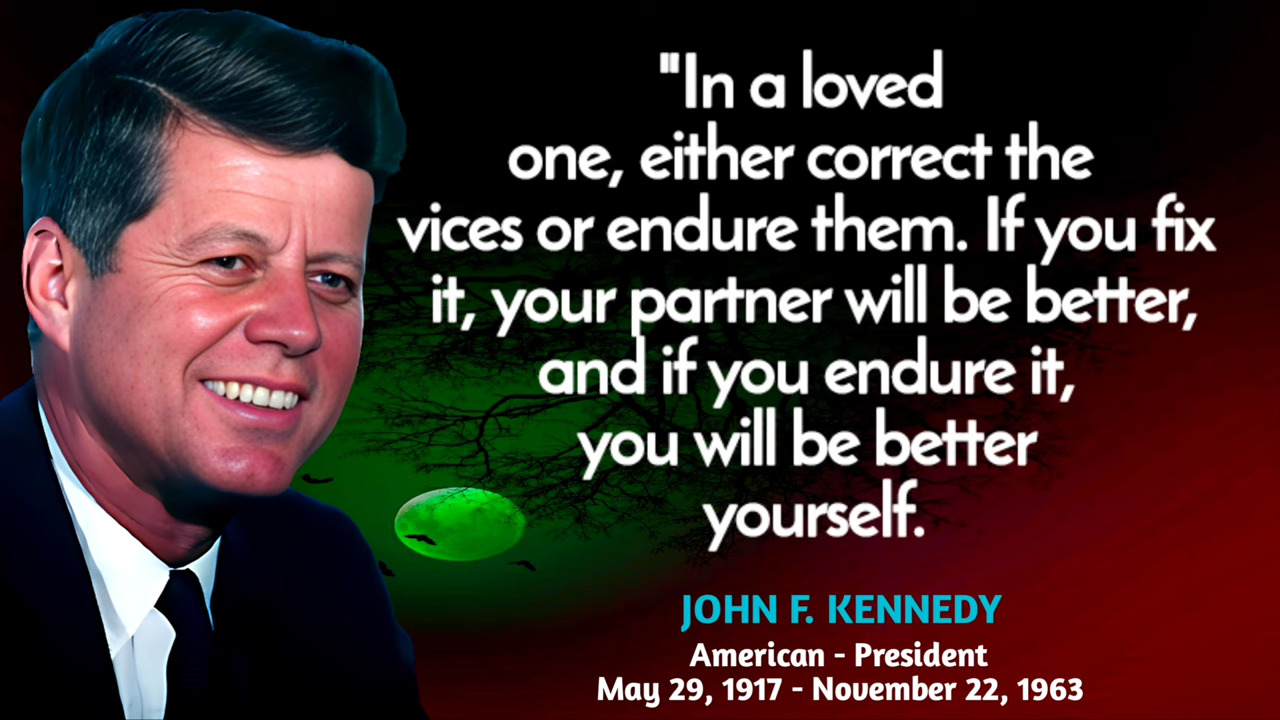 "In a loved
one, either correct the
vices or endure them. If you fix
it, your partner will be better,
and if you endure it,
you will be better
yourself.
JOHN F. KENNEDY
American - President
May 29, 1917 - November 22, 1963